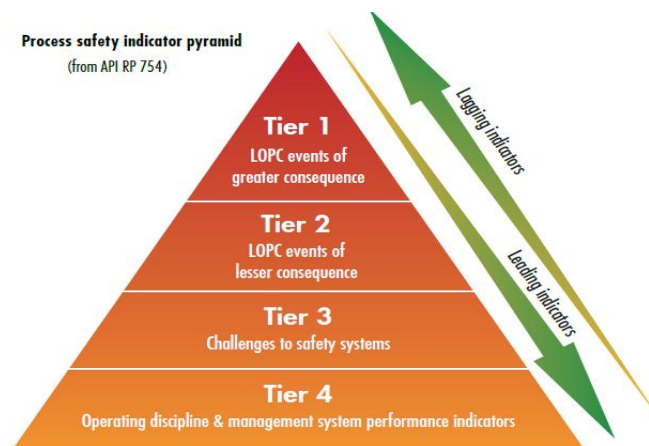 Process safety indicator pyramid
(from API RP 754)
Tier 1
LOPC events of
greater consequence
Tier 2
LOPC events of
lesser consequence
Tier 3
Challenges to safety systems
Tier 4
Operating discipline & management system performance indicators
Lagging indicators
Leading indicators